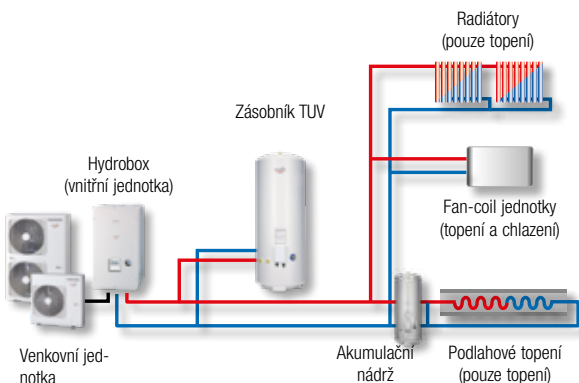 Radiátory
(pouze topení)
Zásobník TUV
Hydrobox
(vnitřní jednotka)
Fan-coil jednotky
(topení a chlazení)
Venkovní jed-
notka
Akumulační
nádrž
Podlahové topení
(pouze topení)